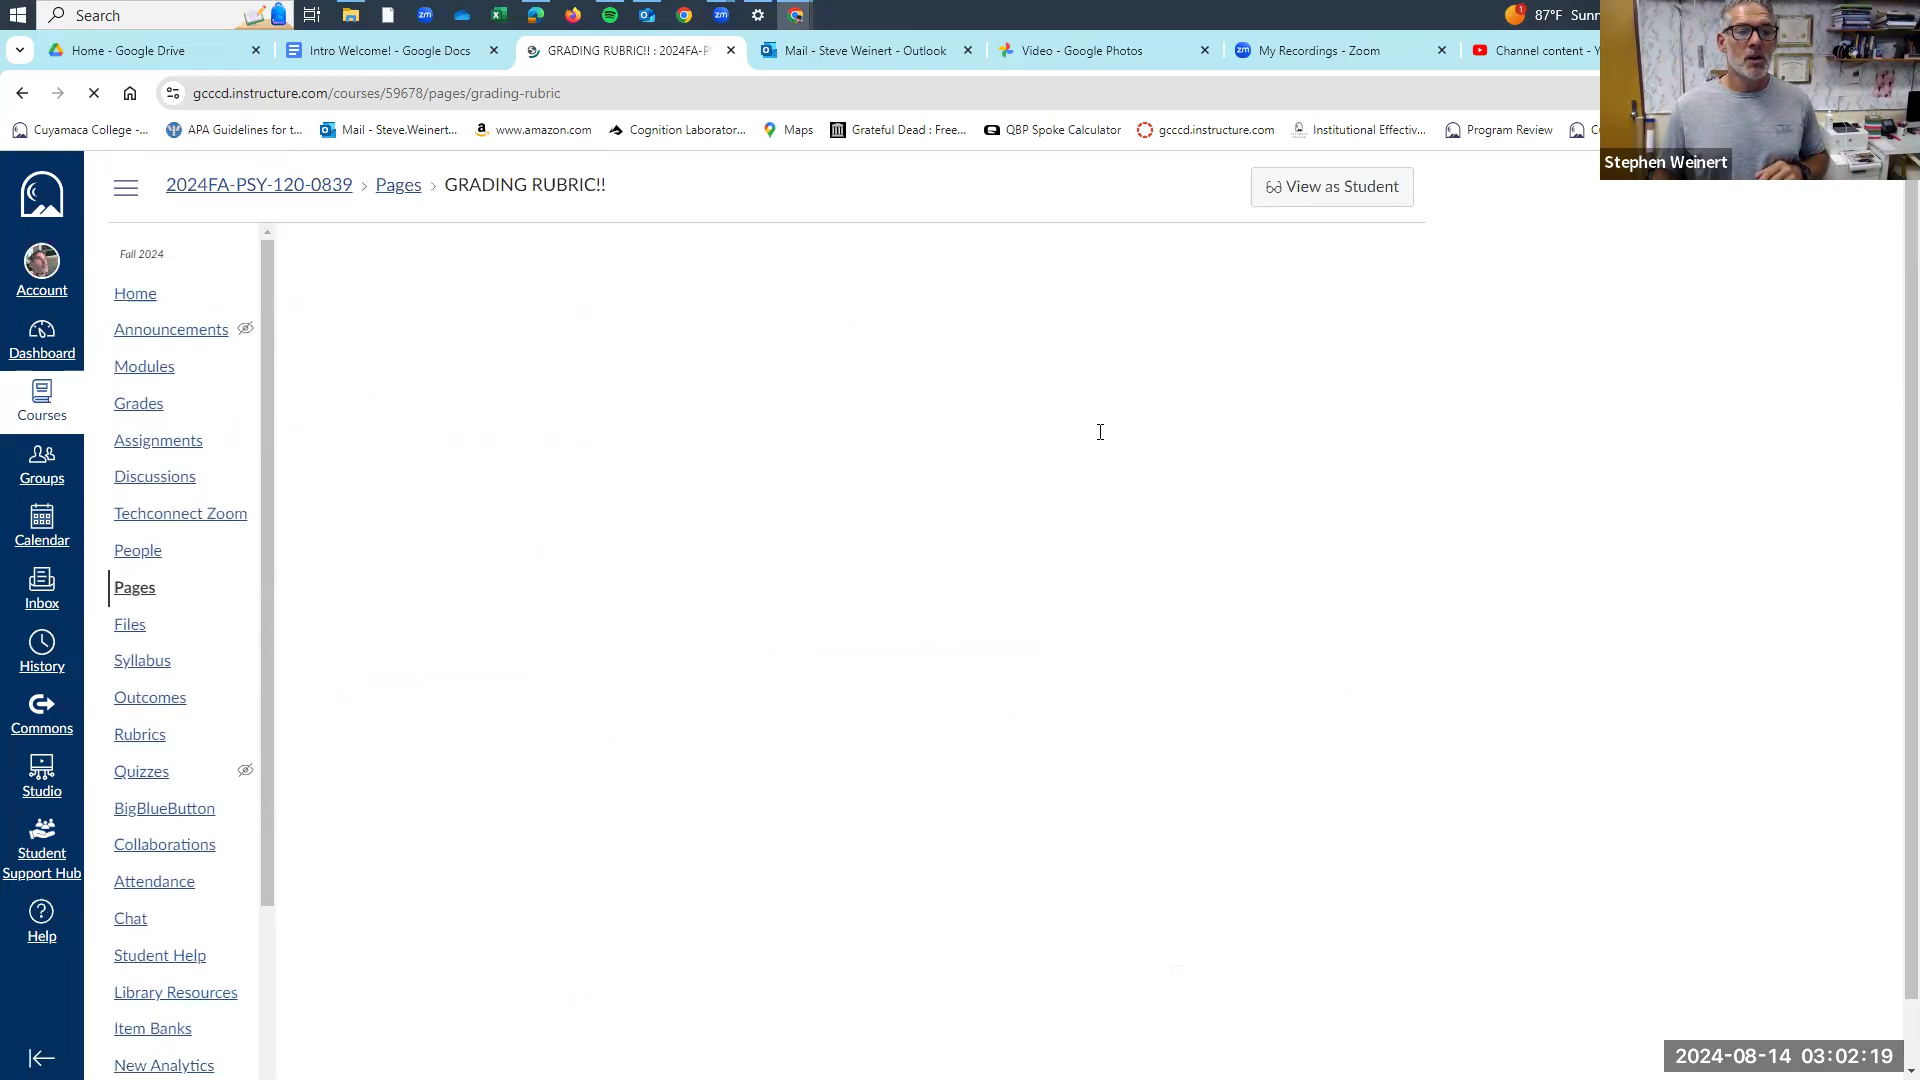 Search
87°F Sunn
Home - Google Drive
Intro Welcome! - Google Docs
GRADING RUBRIC!! : 2024FA-P
Mail - Steve Weinert - Outlook
Video - Google Photos
My Recordings - Zoom
Channel content - Y
gcccd.instructure.com/courses/59678/pages/grading-rubric
Cuyamaca College -...
APA Guidelines for t...
Mail - Steve.Weinert...
www.amazon.com
Cognition Laborator...
Maps
Grateful Dead : Free...
QBP Spoke Calculator
gcccd.instructure.com
Institutional Effectiv...
Program Review
Stephen Weinert
2024FA-PSY-120-0839 › Pages › GRADING RUBRIC!!
View as Student
Account
Dashboard
Courses
Groups
Calendar
Inbox
History
Commons
Studio
Student
Support Hub
Help
Fall 2024
Home
Announcements
Modules
Grades
Assignments
Discussions
Techconnect Zoom
People
Pages
Files
Syllabus
Outcomes
Rubrics
Quizzes
BigBlueButton
Collaborations
Attendance
Chat
Student Help
Library Resources
Item Banks
New Analytics
2024-08-14 03:02:19